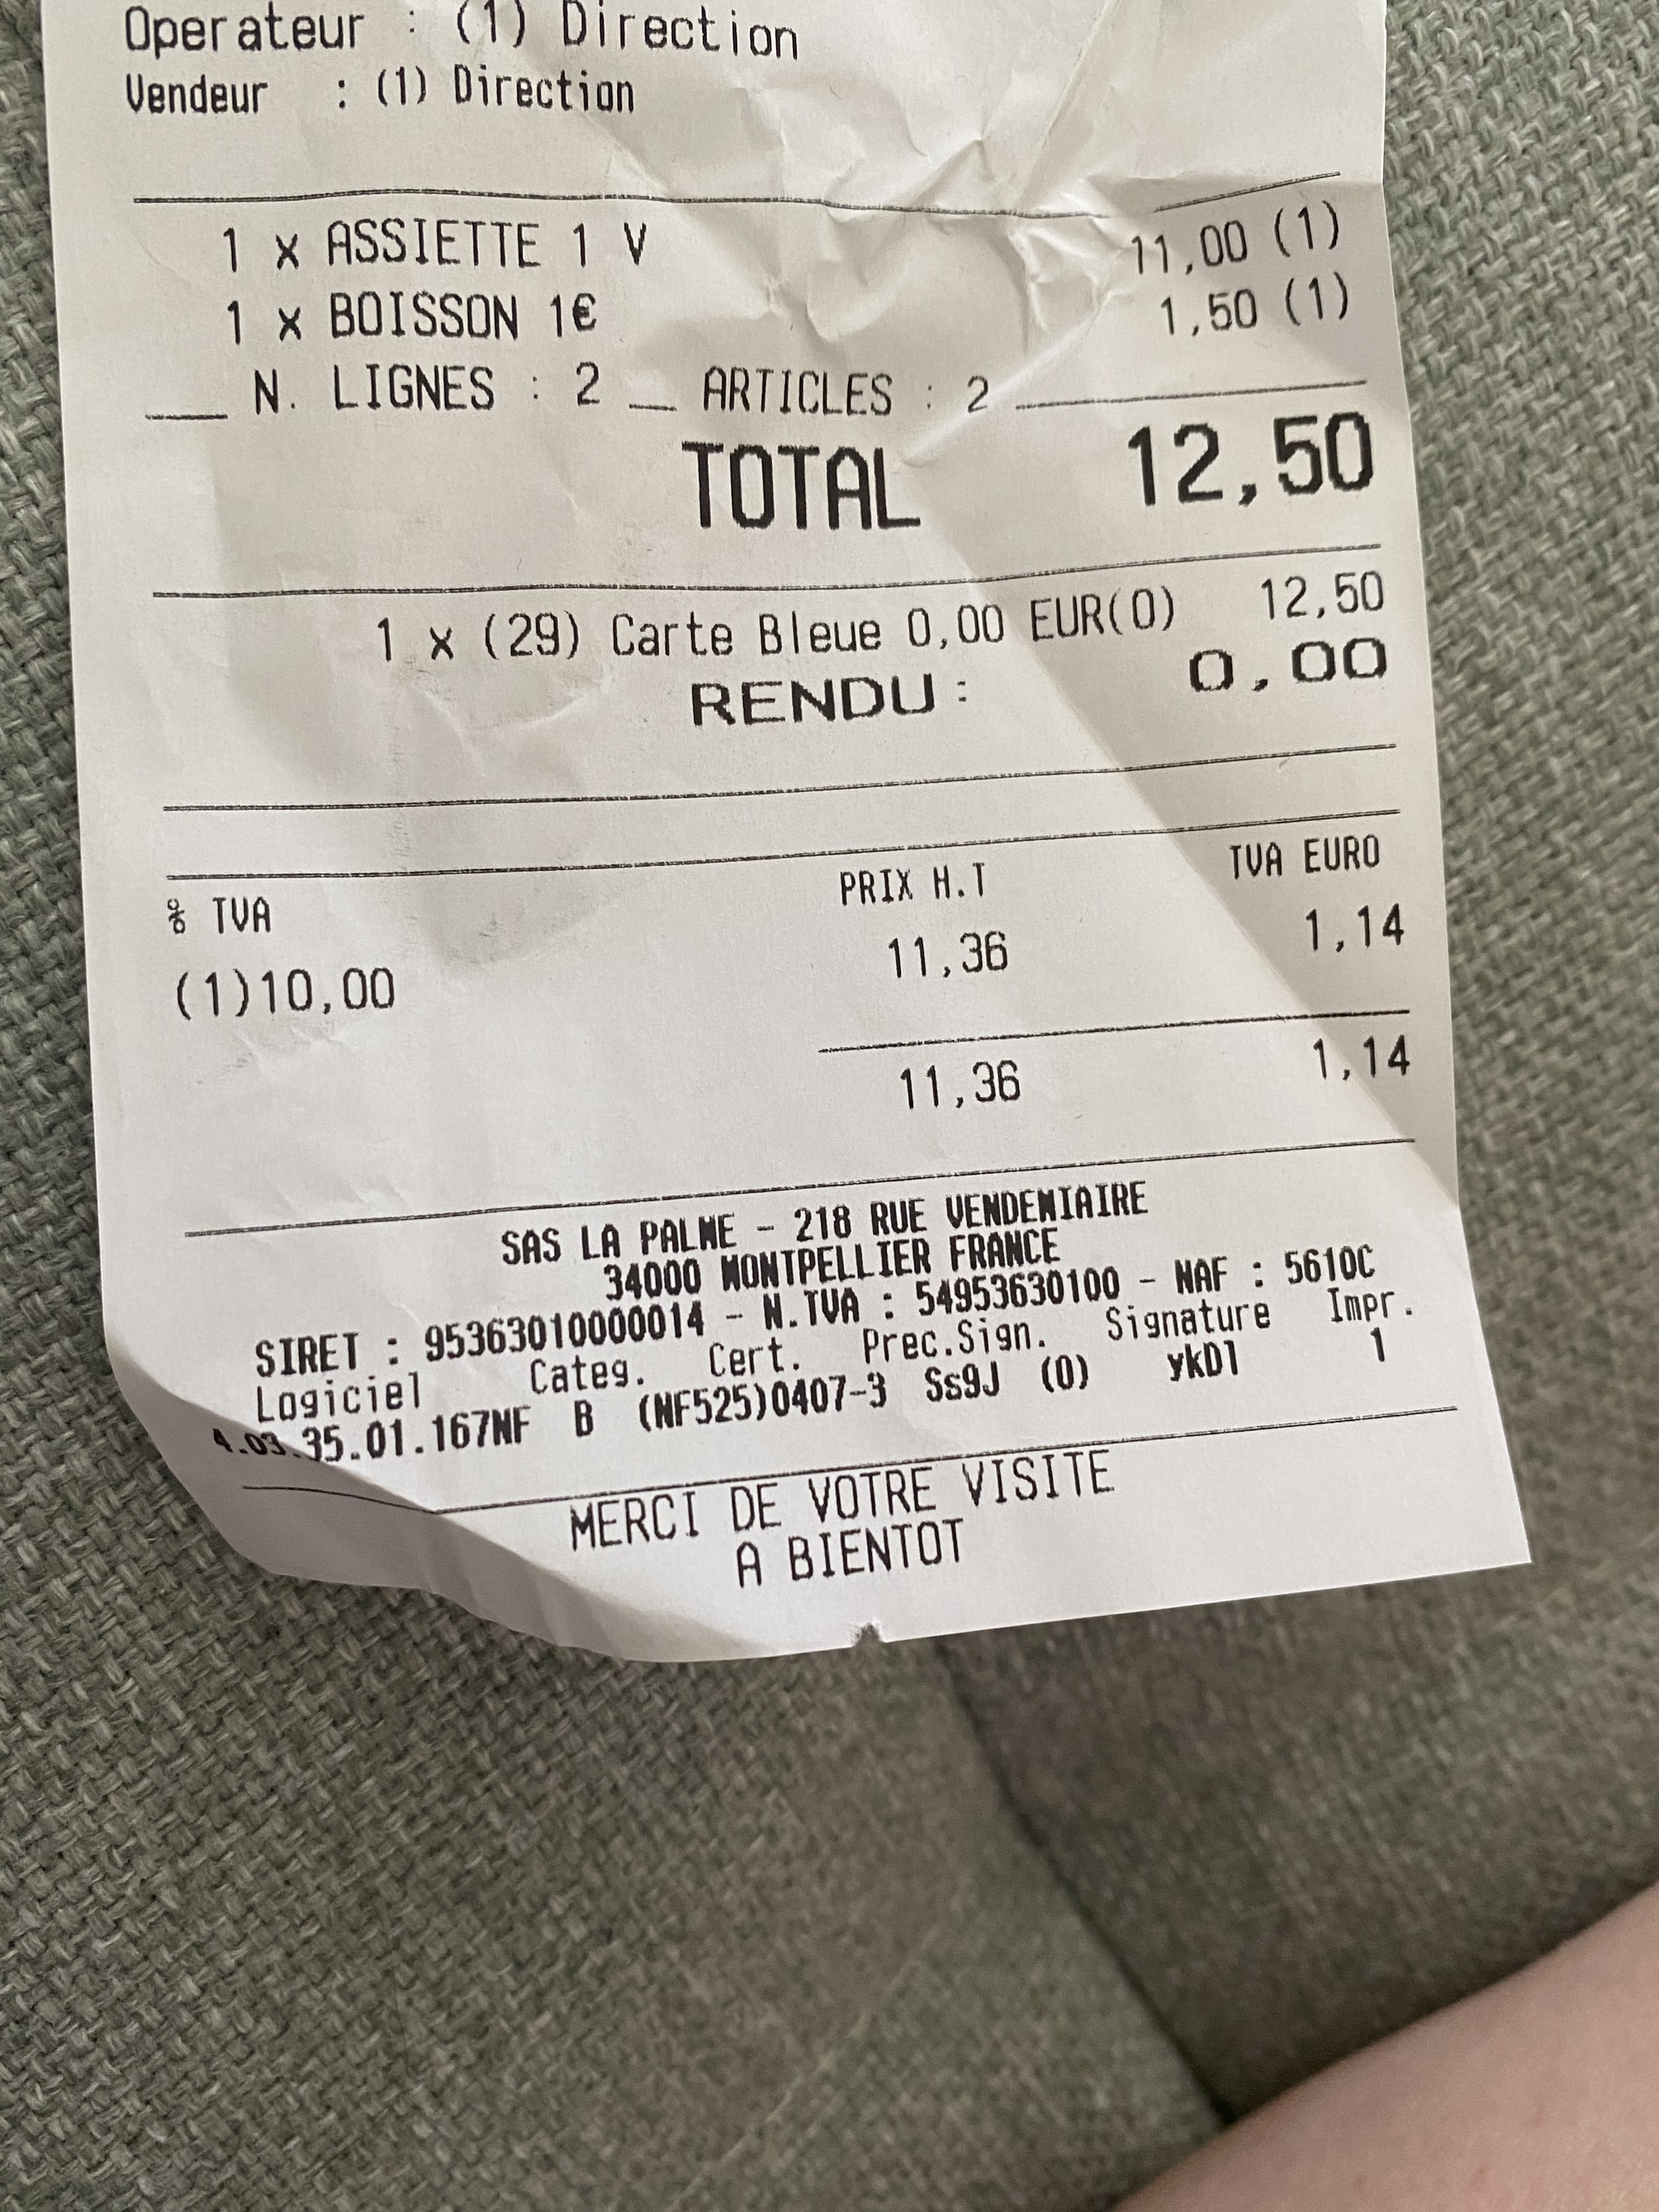 Operateur : (1) Direction
Vendeur : (1) Direction
1 x ASSIETTE 1 V 11,00 (1)
1 x BOISSON 1€ 1,50 (1)
N. LIGNES : 2 ARTICLES : 2
TOTAL 12,50
1 x (29) Carte Bleue 0,00 EUR(0) 12,50
RENDU : 0,00
% TVA PRIX H.T TVA EURO
(1)10,00 11,36 1,14
11,36 1,14
SAS LA PALME - 218 RUE VENDEMIAIRE
34000 MONTPELLIER FRANCE
SIRET : 95363010000014 - N.TVA : 54953630100 - NAF : 5610C
Logiciel Categ. Cert. Prec.Sign. Signature Impr.
4.03.35.01.167NF B (NF525)0407-3 Ss9J (0) ykDl 1
MERCI DE VOTRE VISITE
A BIENTOT